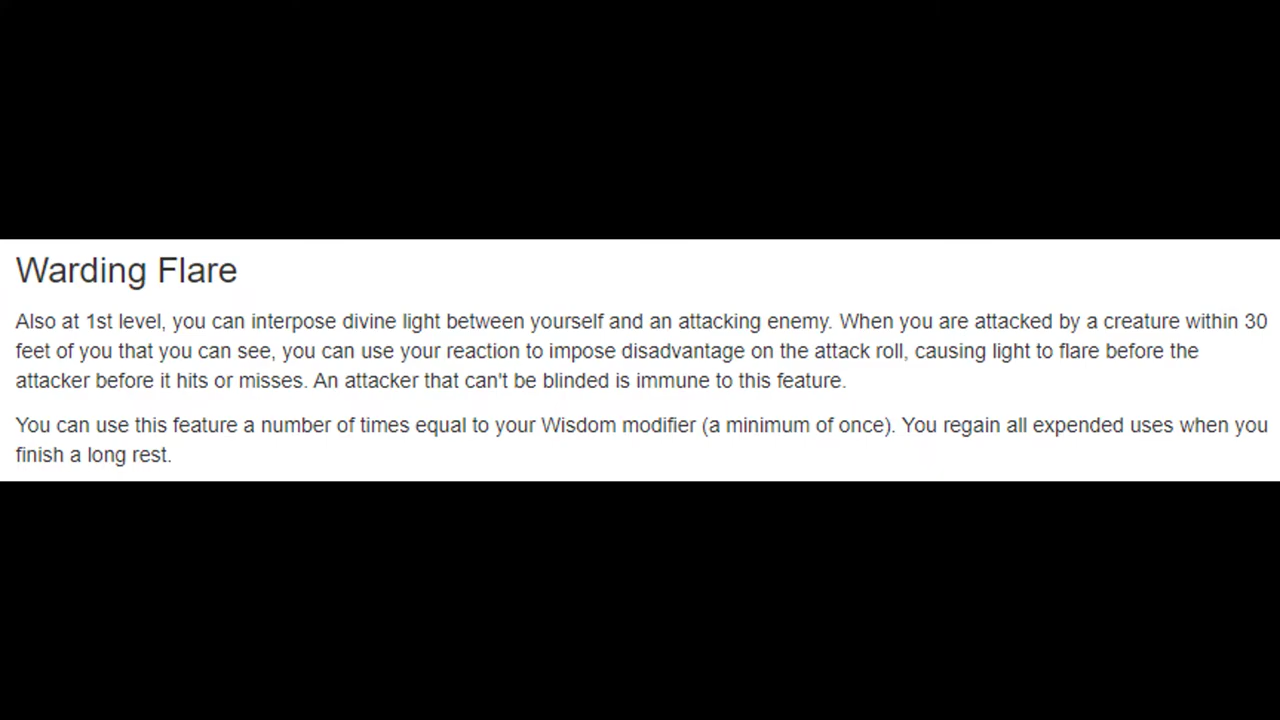 Warding Flare
Also at 1st level, you can interpose divine light between yourself and an attacking enemy. When you are attacked by a creature within 30
feet of you that you can see, you can use your reaction to impose disadvantage on the attack roll, causing light to flare before the
attacker before it hits or misses. An attacker that can't be blinded is immune to this feature.
You can use this feature a number of times equal to your Wisdom modifier (a minimum of once). You regain all expended uses when you
finish a long rest.